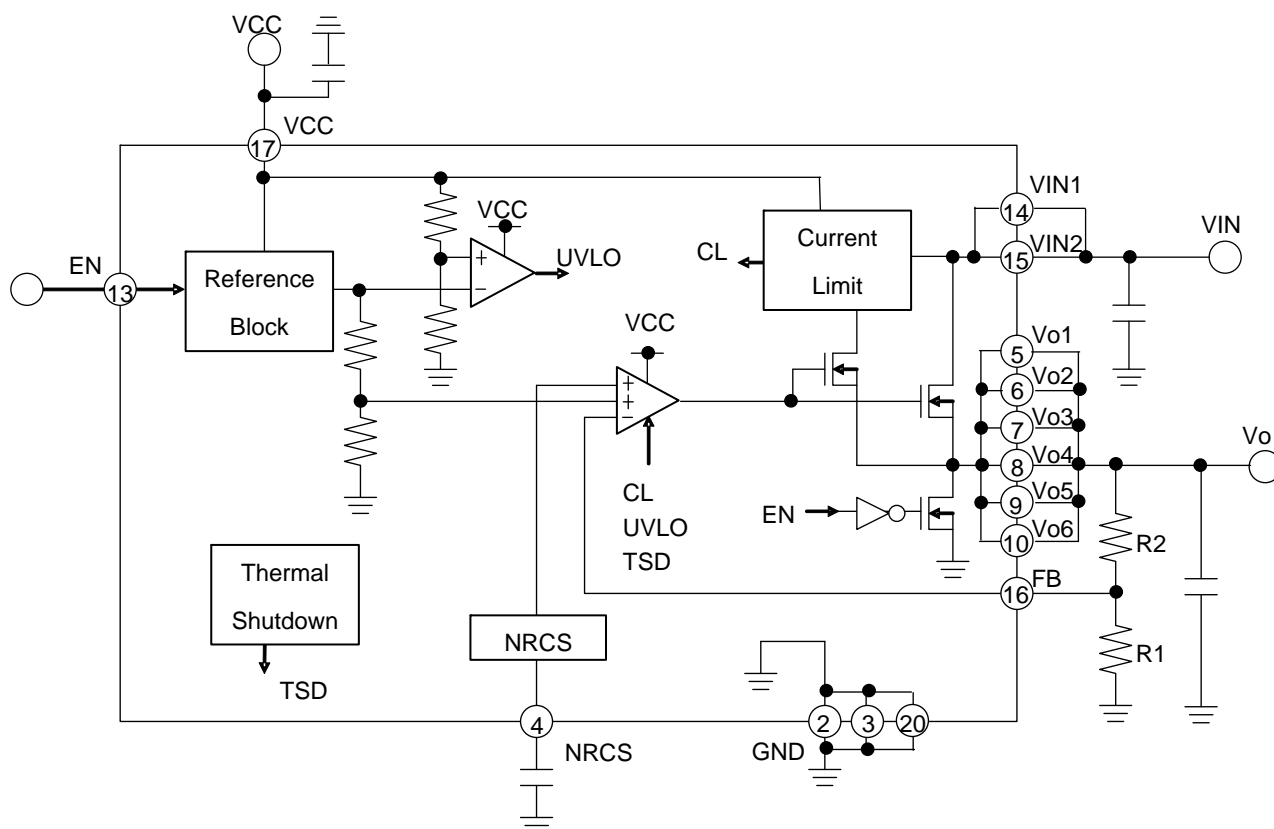 VCC
VCC
17
VIN1
14
VIN
VCC
Current
Limit
VIN2
15
CL
UVLO
+
−
EN
13
Reference
Block
VCC
Vo1
5
Vo2
6
Vo3
7
Vo4
8
Vo
Vo5
9
Vo6
10
+
+
−
CL
UVLO
TSD
EN
R2
FB
16
R1
Thermal
Shutdown
TSD
NRCS
4
NRCS
2
3
20
GND